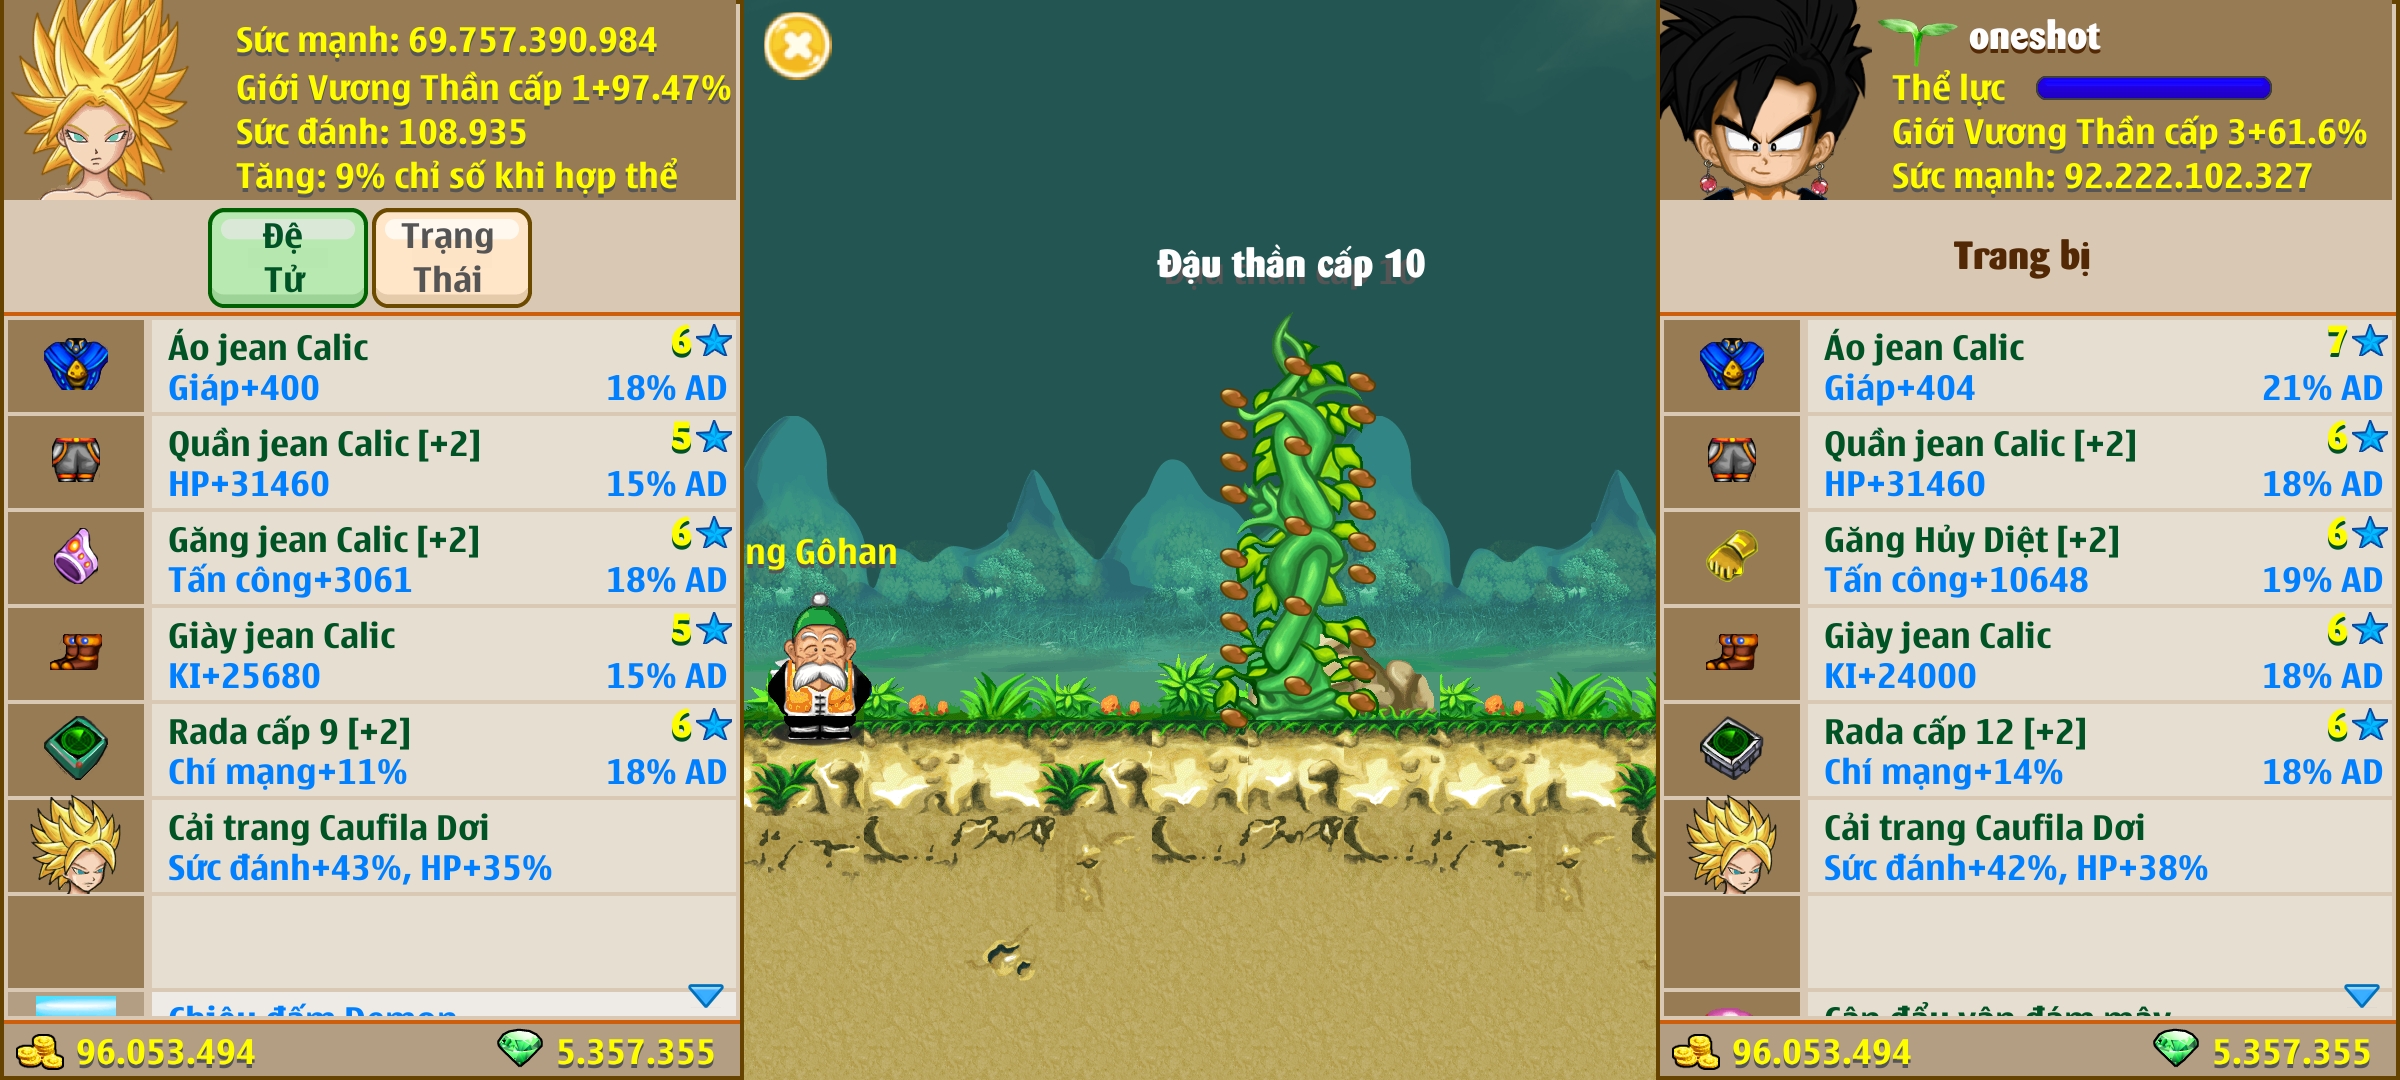 Sức mạnh: 69.757.390.984
Giới Vương Thần cấp 1+97.47%
Sức đánh: 108.935
Tăng: 9% chỉ số khi hợp thể
Đệ
Tử
Trạng
Thái
Áo jean Calic 6
Giáp+400 18% AD
Quần jean Calic [+2] 5
HP+31460 15% AD
Găng jean Calic [+2] 6
Tấn công+3061 18% AD
Giày jean Calic 5
KI+25680 15% AD
Rada cấp 9 [+2] 6
Chí mạng+11% 18% AD
Cải trang Caufila Dơi
Sức đánh+43%, HP+35%
Chiêu đấm Demon
96.053.494 5.357.355
Đậu thần cấp 10
ng Gôhan
oneshot
Thể lực
Giới Vương Thần cấp 3+61.6%
Sức mạnh: 92.222.102.327
Trang bị
Áo jean Calic 7
Giáp+404 21% AD
Quần jean Calic [+2] 6
HP+31460 18% AD
Găng Hủy Diệt [+2] 6
Tấn công+10648 19% AD
Giày jean Calic 6
KI+24000 18% AD
Rada cấp 12 [+2] 6
Chí mạng+14% 18% AD
Cải trang Caufila Dơi
Sức đánh+42%, HP+38%
Cân đẩu vân đám mây
96.053.494 5.357.355